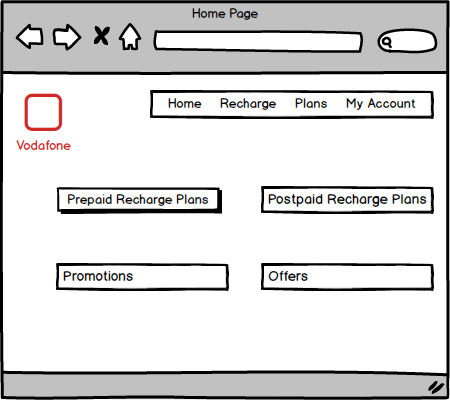 Home Page
Home Recharge Plans My Account
Vodafone
Prepaid Recharge Plans
Postpaid Recharge Plans
Promotions
Offers